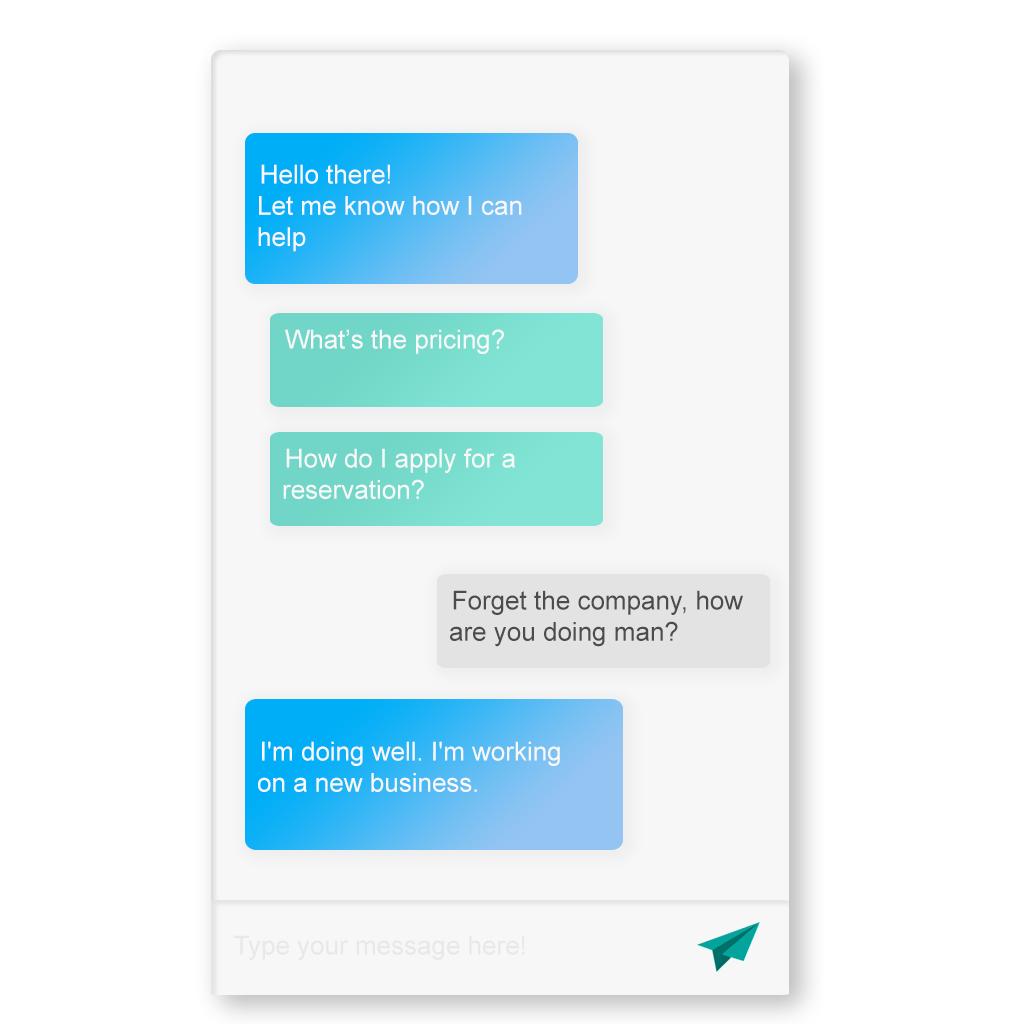 Hello there!
Let me know how I can
help
What’s the pricing?
How do I apply for a
reservation?
Forget the company, how
are you doing man?
I'm doing well. I'm working
on a new business.
Type your message here!